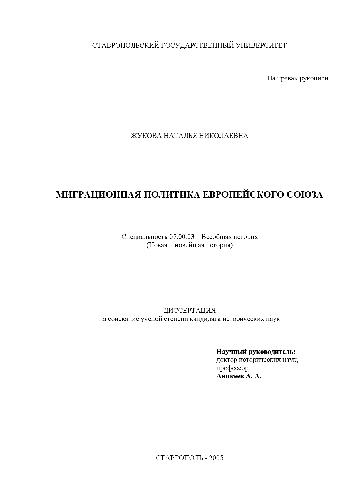 СТАВРОПОЛЬСКИЙ ГОСУДАРСТВЕННЫЙ УНИВЕРСИТЕТ
На правах рукописи
ЖУКОВА НАТАЛЬЯ НИКОЛАЕВНА
МИГРАЦИОННАЯ ПОЛИТИКА ЕВРОПЕЙСКОГО СОЮЗА
Специальность 07.00.03 – Всеобщая история
(Новая и новейшая история)
ДИССЕРТАЦИЯ
на соискание ученой степени кандидата исторических наук
Научный руководитель:
доктор исторических наук,
профессор
Аникеев А. А.
СТАВРОПОЛЬ - 2005